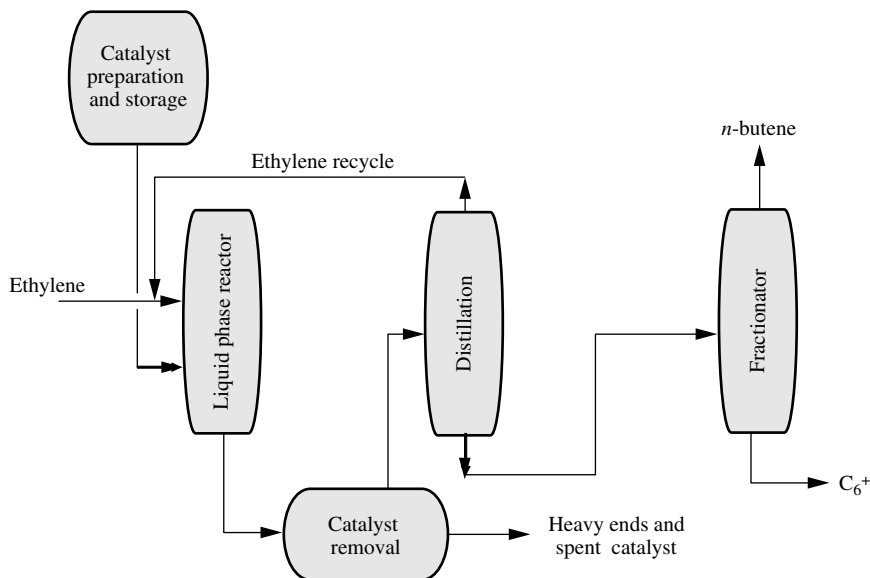 Catalyst
preparation
and storage
n-butene
Ethylene recycle
Ethylene
Liquid phase reactor
Distillation
Fractionator
C₆⁺
Catalyst
removal
Heavy ends and
spent catalyst